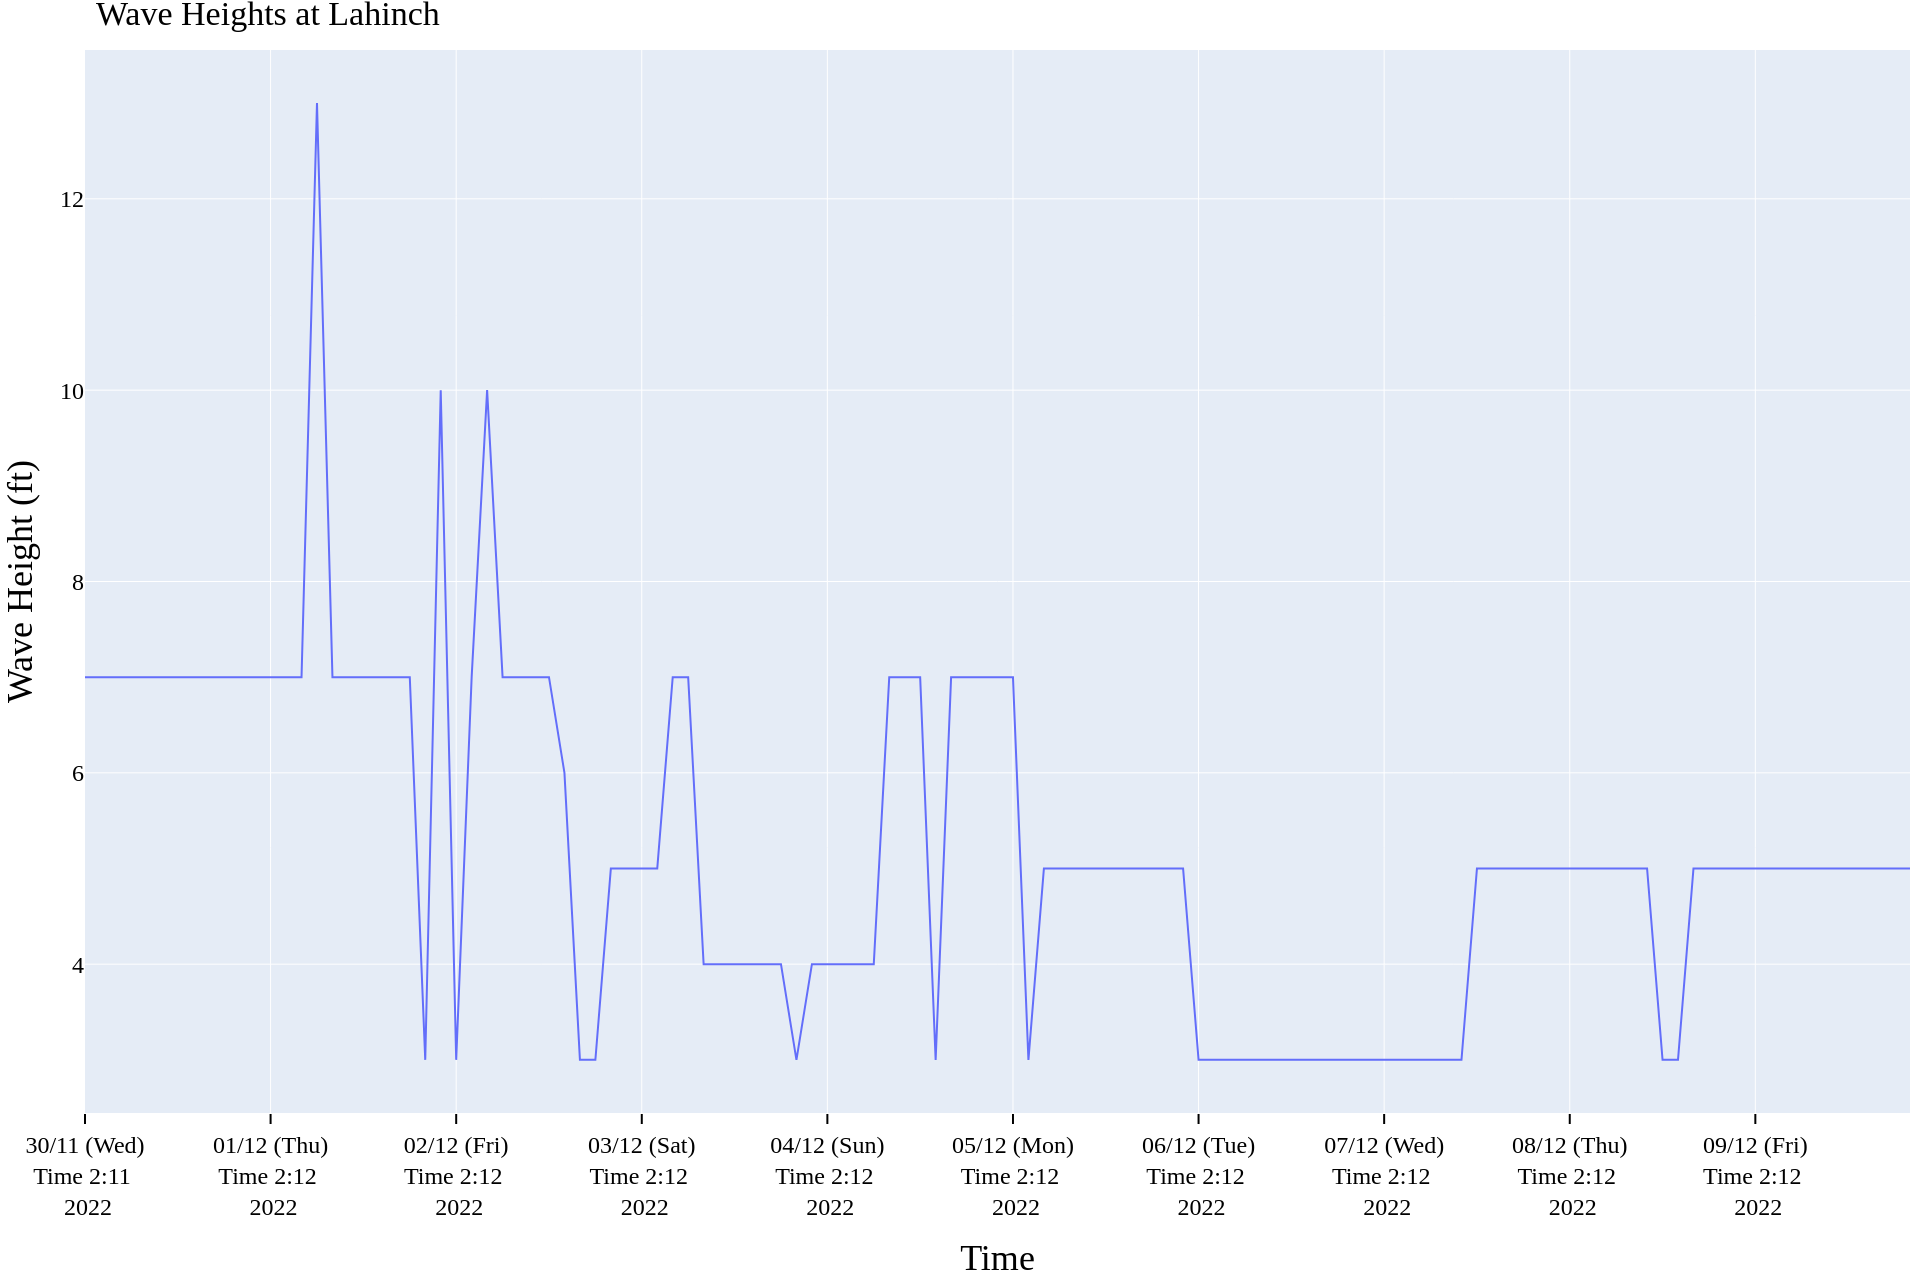 Wave Heights at Lahinch
Wave Height (ft)
12
10
8
6
4
30/11 (Wed) 01/12 (Thu) 02/12 (Fri) 03/12 (Sat) 04/12 (Sun) 05/12 (Mon) 06/12 (Tue) 07/12 (Wed) 08/12 (Thu) 09/12 (Fri)
Time 2:11 Time 2:12 Time 2:12 Time 2:12 Time 2:12 Time 2:12 Time 2:12 Time 2:12 Time 2:12 Time 2:12
2022 2022 2022 2022 2022 2022 2022 2022 2022 2022
Time